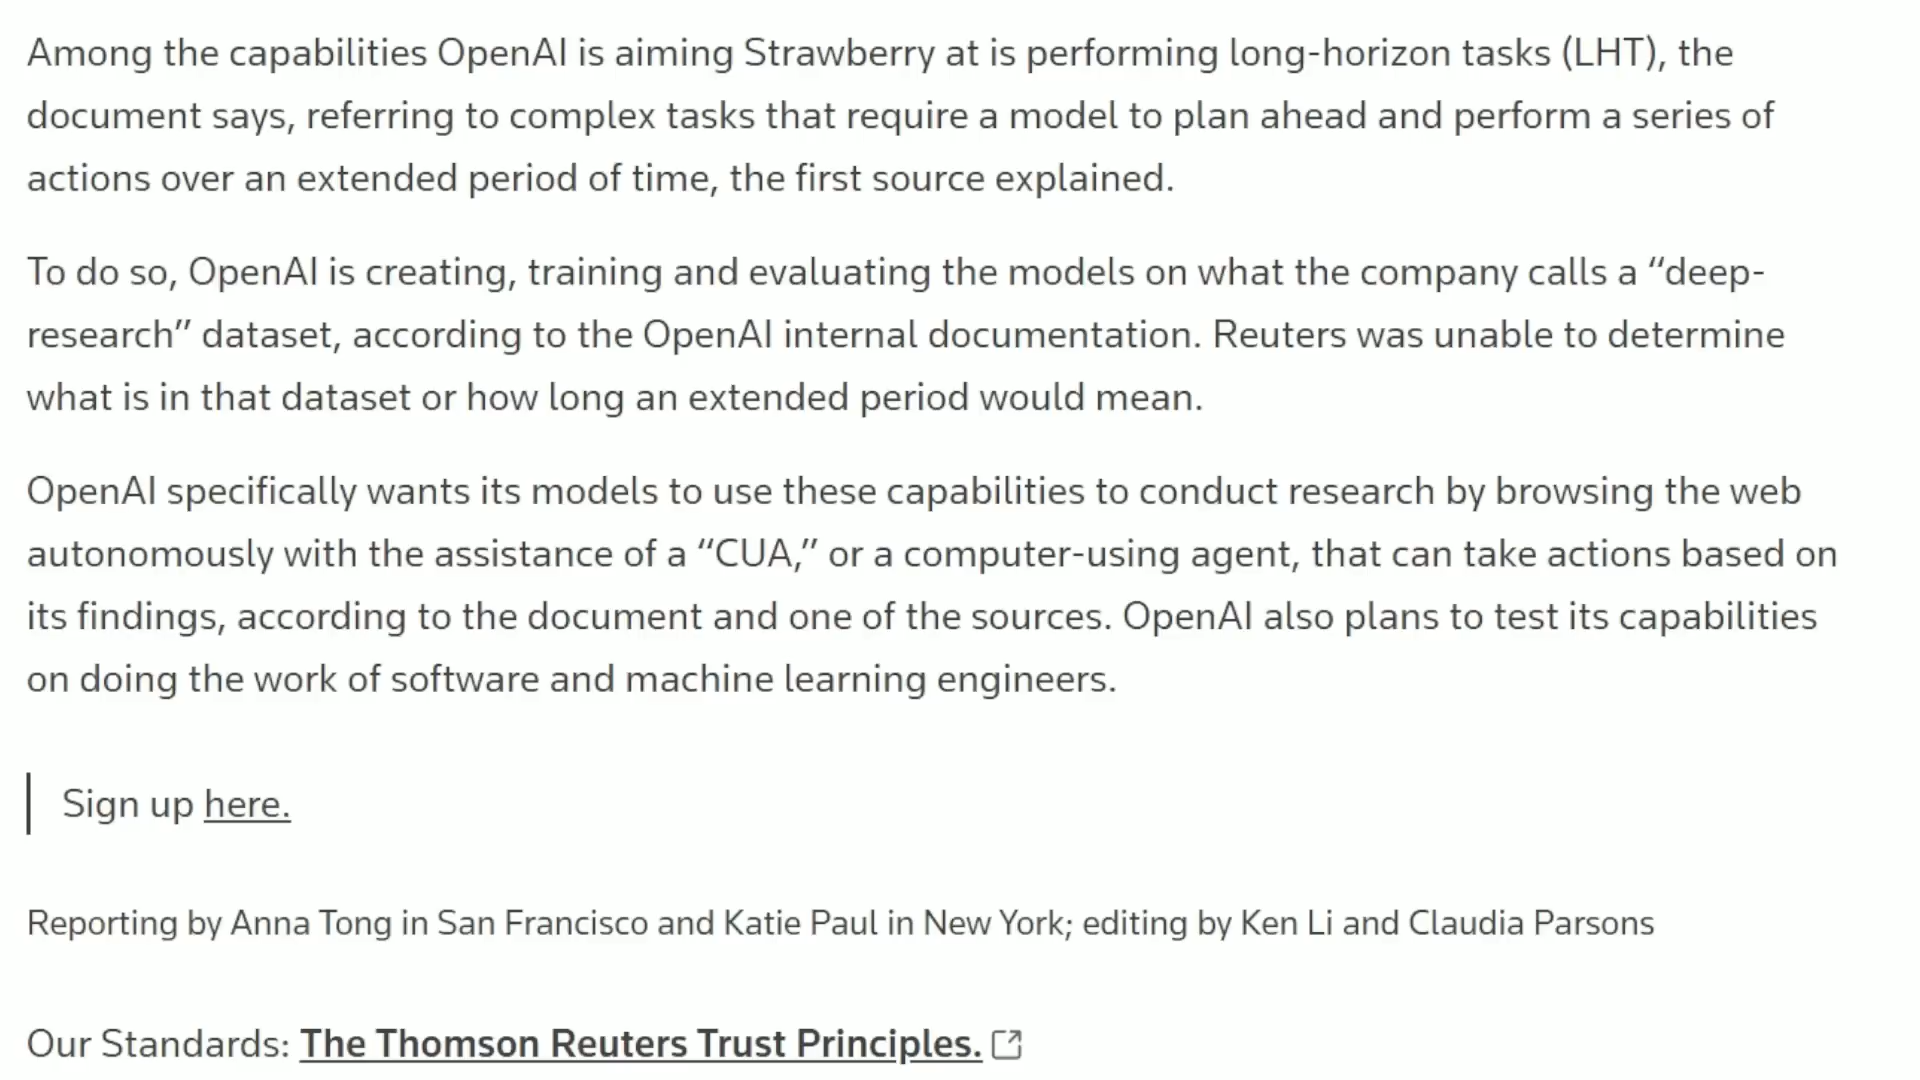 Among the capabilities OpenAI is aiming Strawberry at is performing long-horizon tasks (LHT), the
document says, referring to complex tasks that require a model to plan ahead and perform a series of
actions over an extended period of time, the first source explained.
To do so, OpenAI is creating, training and evaluating the models on what the company calls a “deep-
research” dataset, according to the OpenAI internal documentation. Reuters was unable to determine
what is in that dataset or how long an extended period would mean.
OpenAI specifically wants its models to use these capabilities to conduct research by browsing the web
autonomously with the assistance of a “CUA,” or a computer-using agent, that can take actions based on
its findings, according to the document and one of the sources. OpenAI also plans to test its capabilities
on doing the work of software and machine learning engineers.
Sign up here.
Reporting by Anna Tong in San Francisco and Katie Paul in New York; editing by Ken Li and Claudia Parsons
Our Standards: The Thomson Reuters Trust Principles.